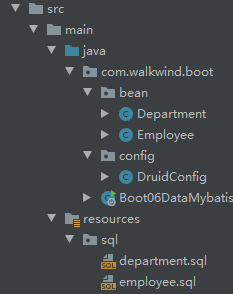 src
main
java
com.walkwind.boot
bean
Department
Employee
config
DruidConfig
Boot06DataMybatis
resources
sql
department.sql
employee.sql